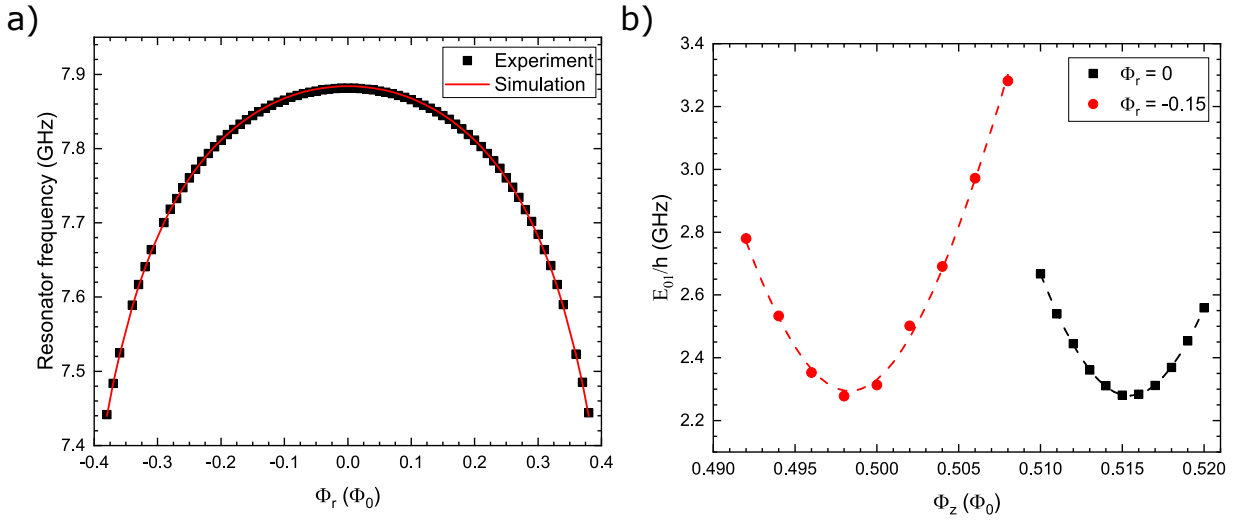 a)
Resonator frequency (GHz)
7.9
7.8
7.7
7.6
7.5
7.4
-0.4 -0.3 -0.2 -0.1 0.0 0.1 0.2 0.3 0.4
Φr (Φ0)
Experiment
Simulation
b)
E01/h (GHz)
3.4
3.2
3.0
2.8
2.6
2.4
2.2
0.490 0.495 0.500 0.505 0.510 0.515 0.520
Φz (Φ0)
Φr = 0
Φr = -0.15